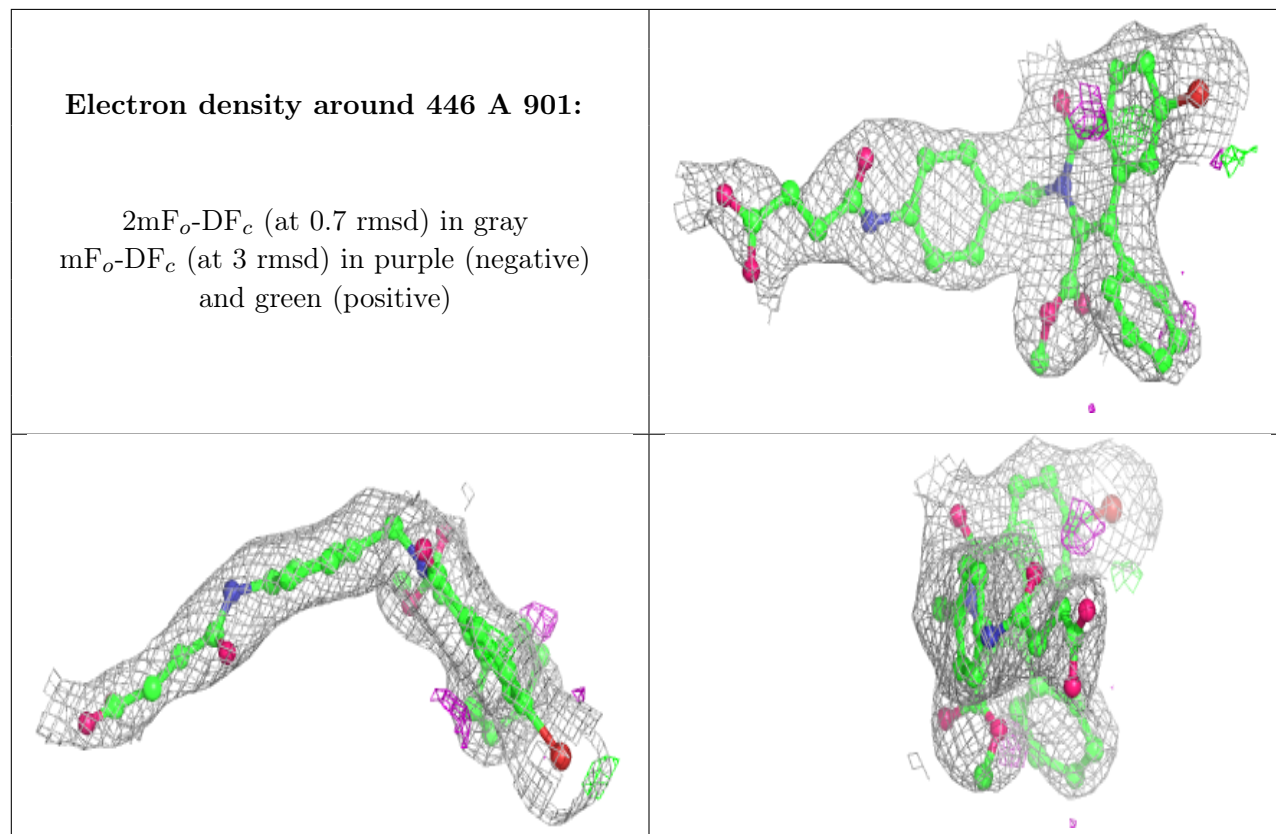 Electron density around 446 A 901:
2mFo-DFc (at 0.7 rmsd) in gray
mFo-DFc (at 3 rmsd) in purple (negative)
and green (positive)